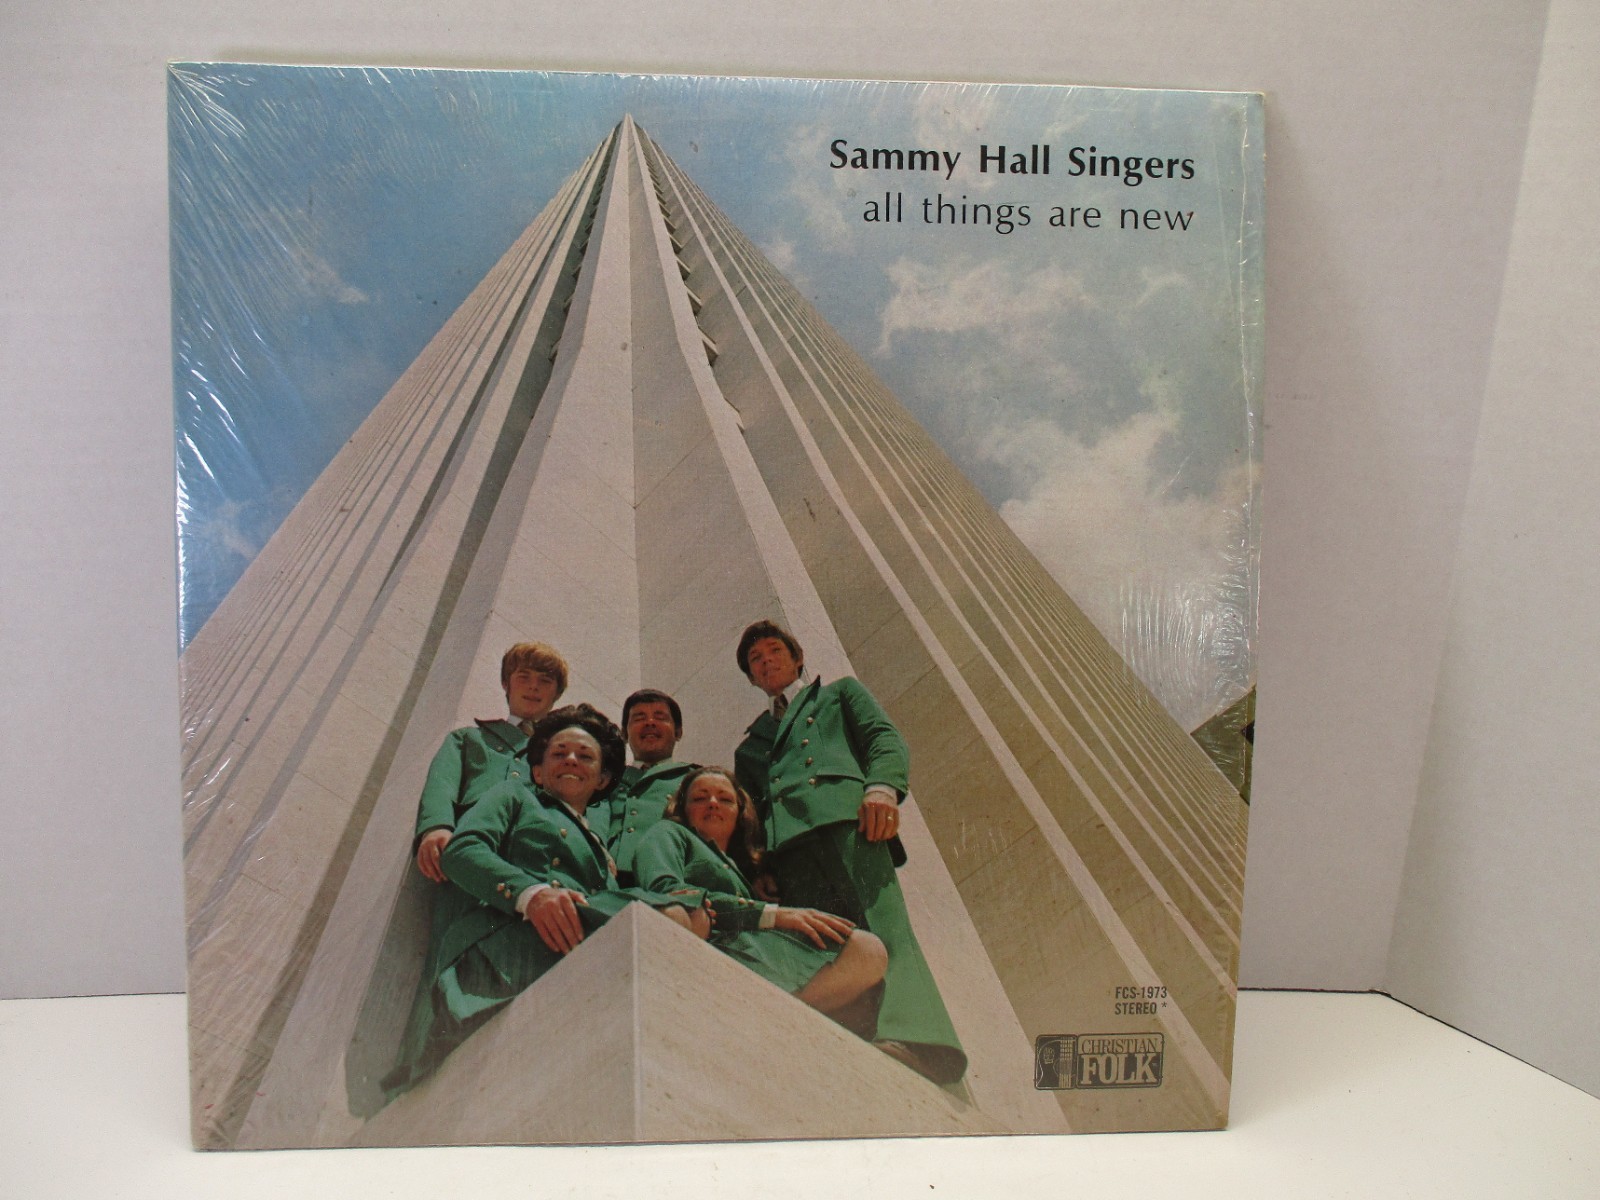 Sammy Hall Singers
all things are new
FCS-1973
STEREO *
CHRISTIAN
FOLK